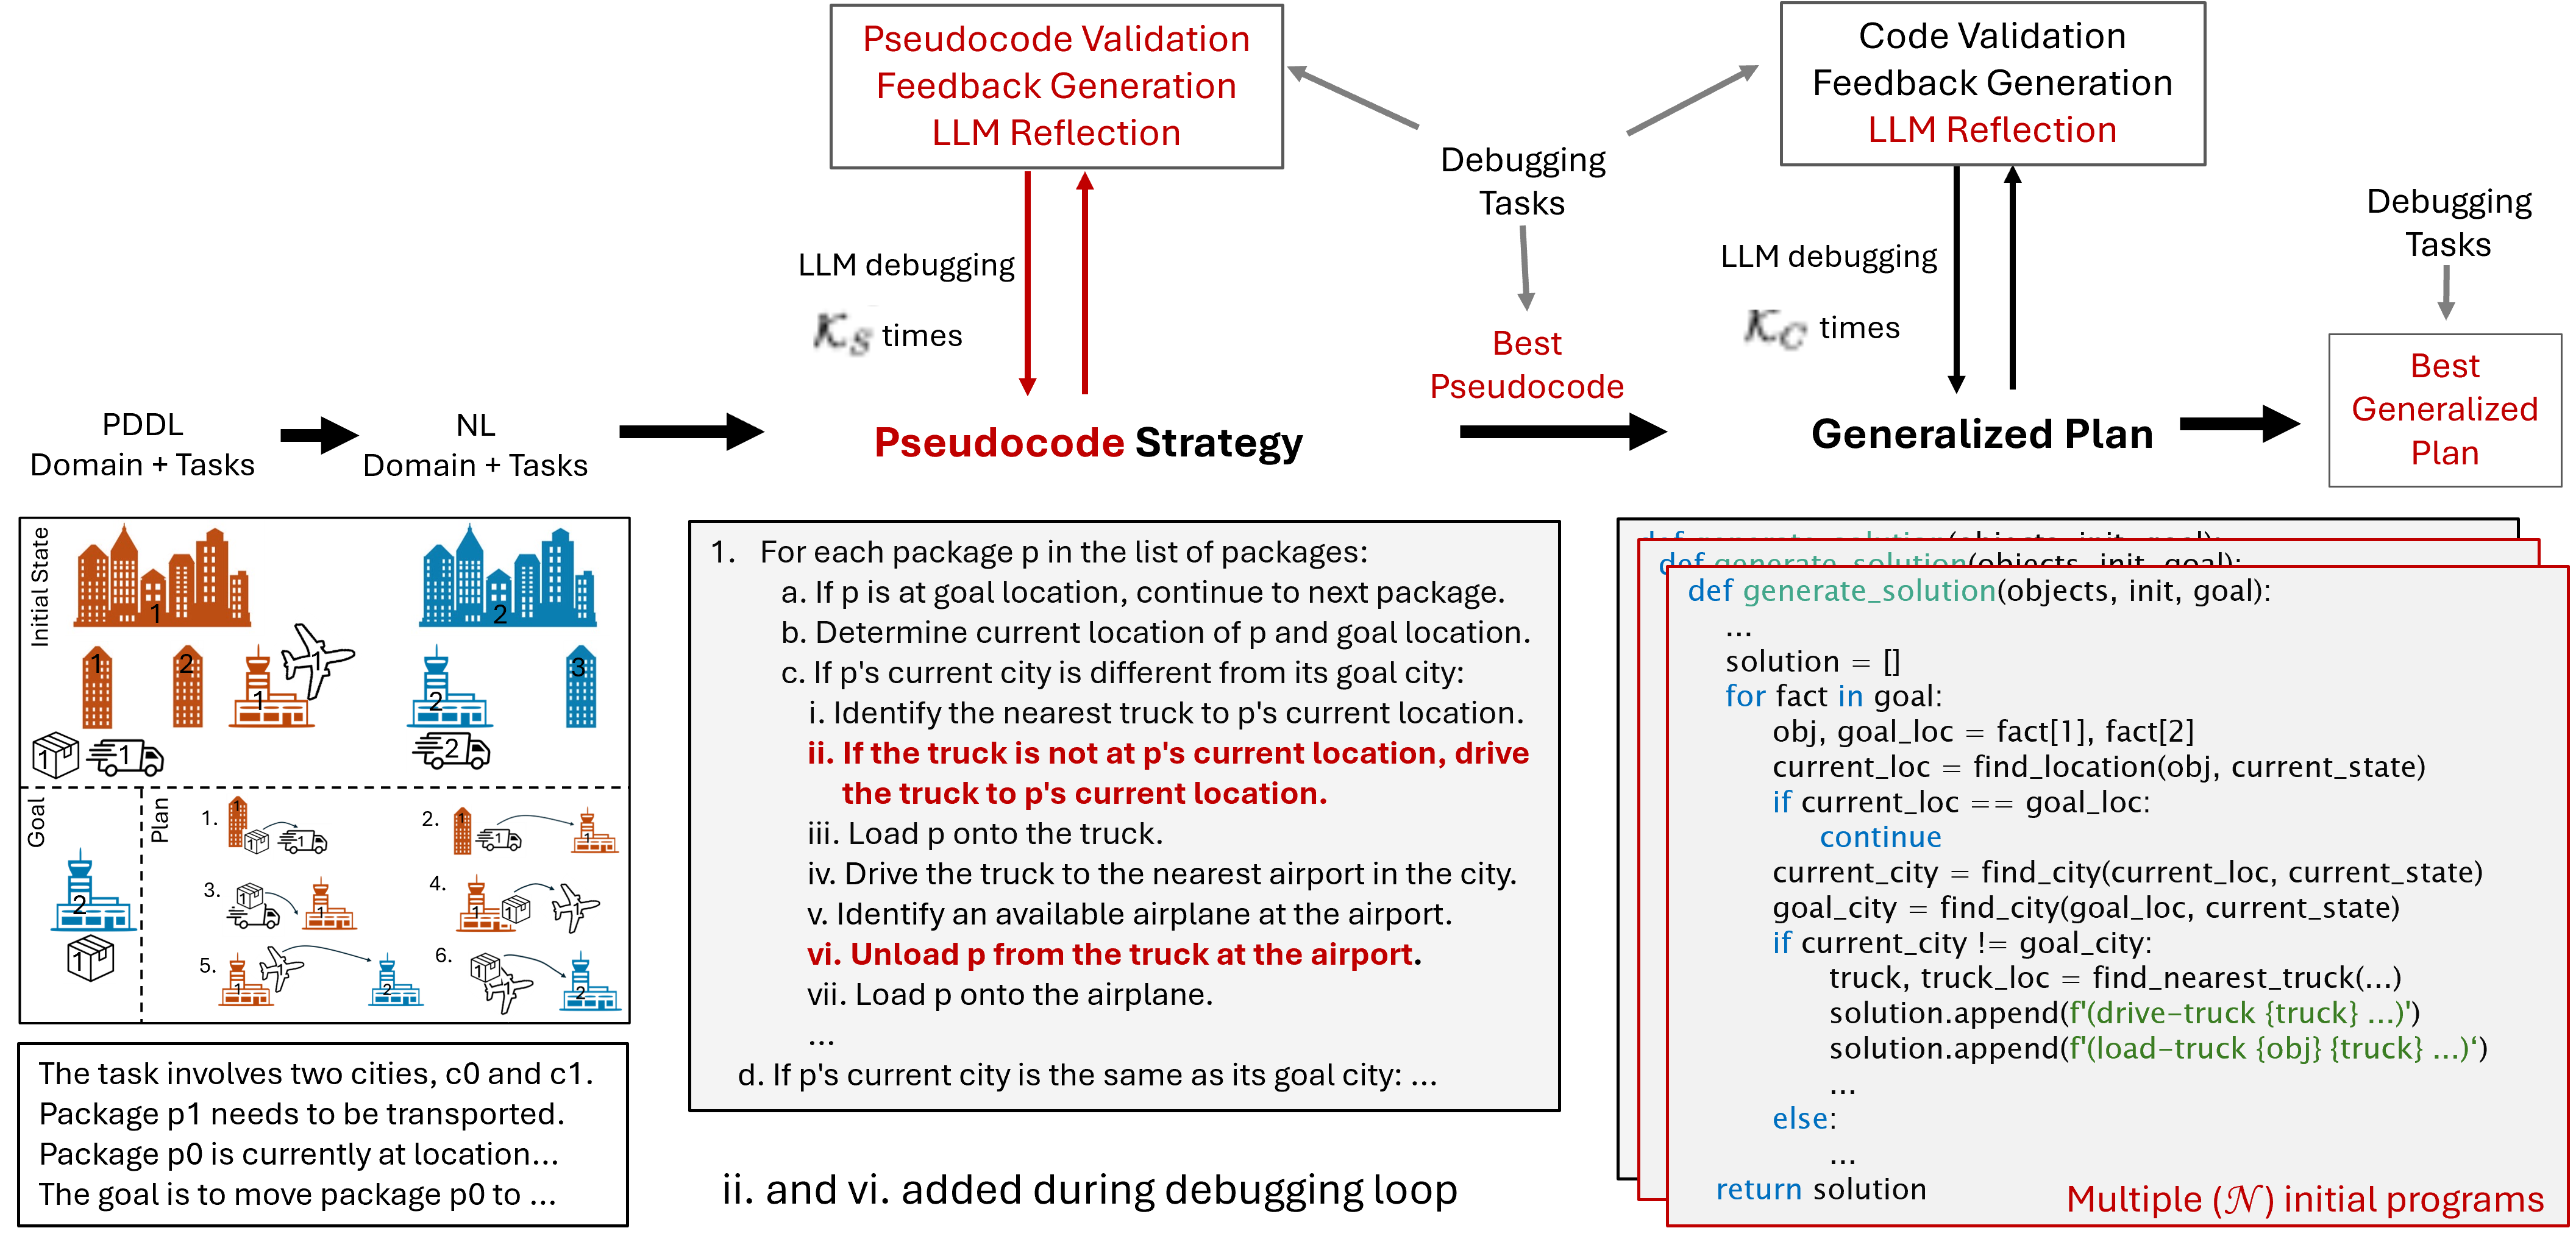 Pseudocode Validation
Feedback Generation
LLM Reflection
Code Validation
Feedback Generation
LLM Reflection
Debugging
Tasks
Debugging
Tasks
LLM debugging
𝒦_S times
LLM debugging
𝒦_C times
Best
Pseudocode
Best
Generalized
Plan
PDDL
Domain + Tasks
NL
Domain + Tasks
Pseudocode Strategy
Generalized Plan
Initial State
1
2
1
2
1
1
2
3
1
1
2
Goal
2
1
Plan
1.
1
1
2.
1
1
1
3.
1
4.
1
5.
1
2
6.
2
The task involves two cities, c0 and c1.
Package p1 needs to be transported.
Package p0 is currently at location...
The goal is to move package p0 to ...
1. For each package p in the list of packages:
a. If p is at goal location, continue to next package.
b. Determine current location of p and goal location.
c. If p's current city is different from its goal city:
i. Identify the nearest truck to p's current location.
ii. If the truck is not at p's current location, drive
the truck to p's current location.
iii. Load p onto the truck.
iv. Drive the truck to the nearest airport in the city.
v. Identify an available airplane at the airport.
vi. Unload p from the truck at the airport.
vii. Load p onto the airplane.
...
d. If p's current city is the same as its goal city: ...
ii. and vi. added during debugging loop
def generate_solution(objects, init, goal):
def generate_solution(objects, init, goal):
def generate_solution(objects, init, goal):
...
solution = []
for fact in goal:
obj, goal_loc = fact[1], fact[2]
current_loc = find_location(obj, current_state)
if current_loc == goal_loc:
continue
current_city = find_city(current_loc, current_state)
goal_city = find_city(goal_loc, current_state)
if current_city != goal_city:
truck, truck_loc = find_nearest_truck(...)
solution.append(f'(drive-truck {truck} ...)')
solution.append(f'(load-truck {obj} {truck} ...)‘)
...
else:
...
return solution
Multiple (𝒩) initial programs